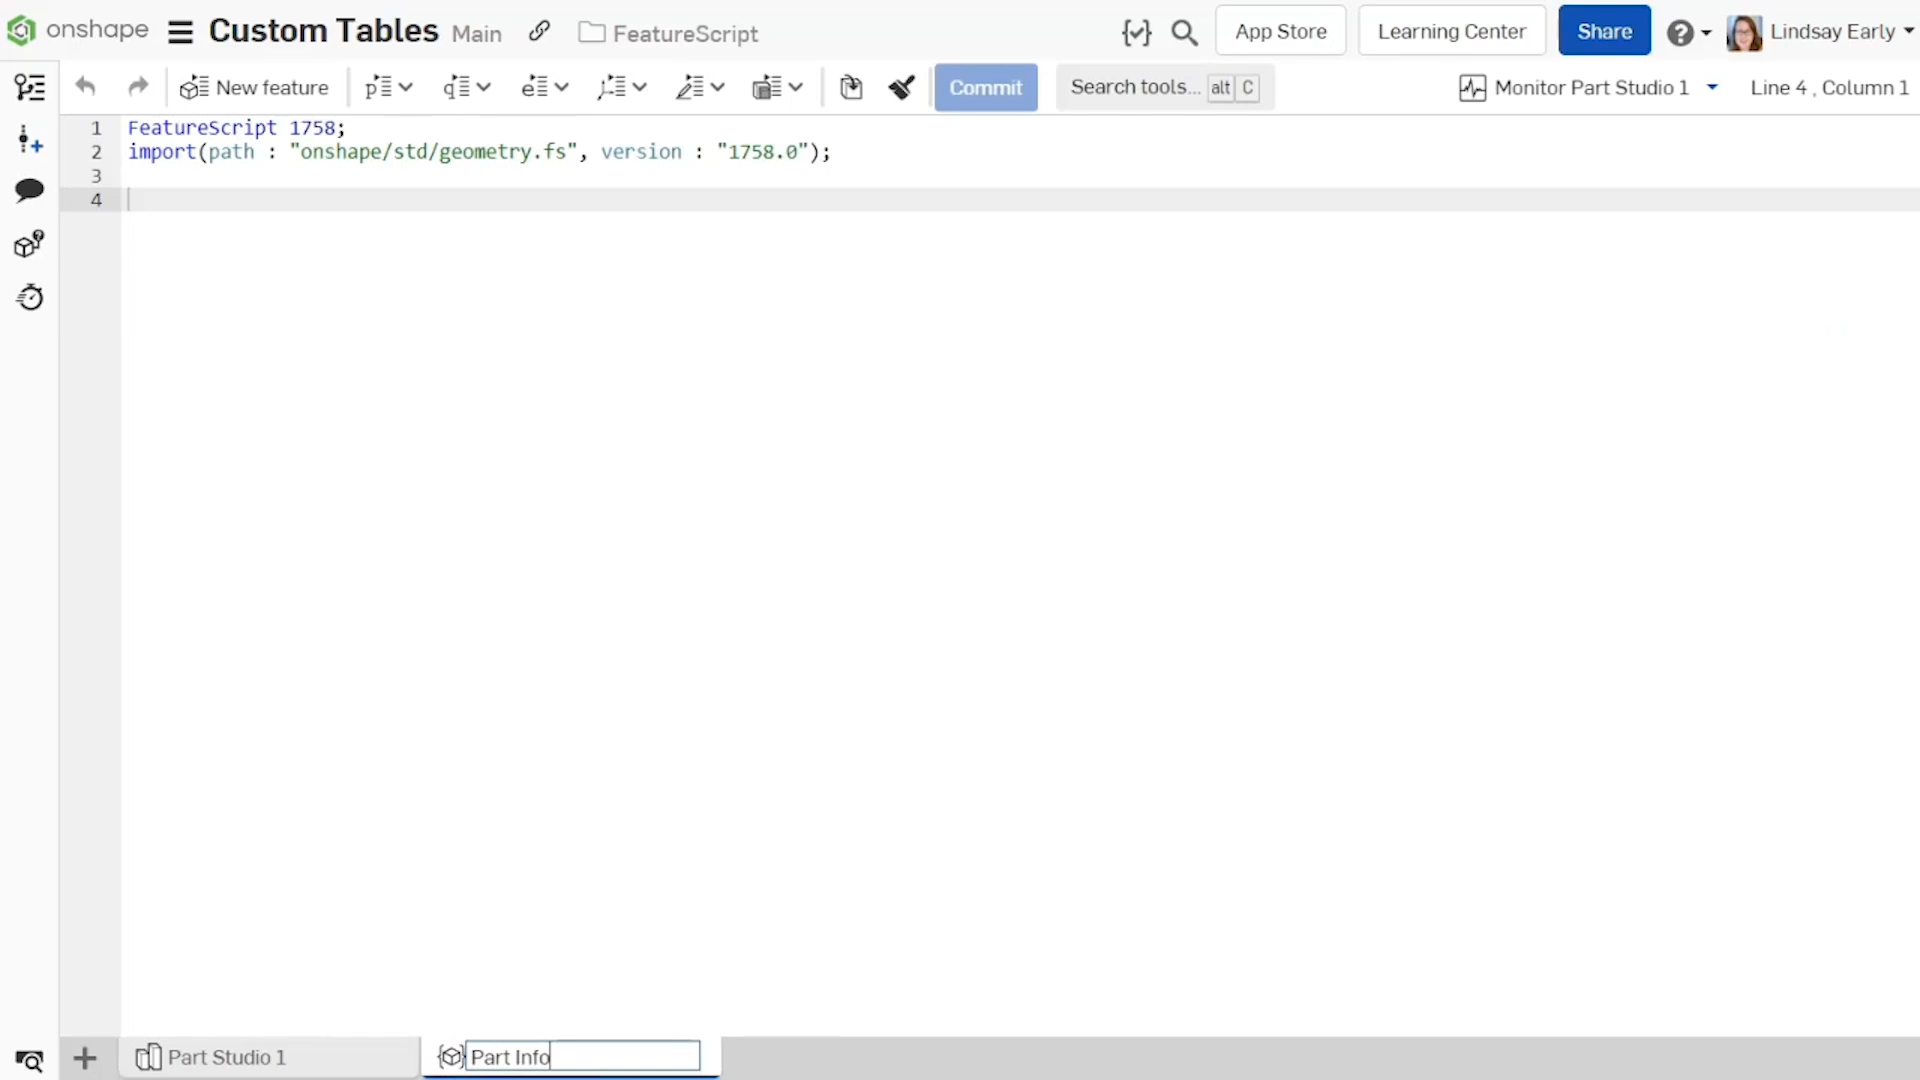 onshape Custom Tables Main FeatureScript App Store Learning Center Share Lindsay Early
New feature Commit Search tools... alt C Monitor Part Studio 1 Line 4 , Column 1
1 FeatureScript 1758;
2 import(path : "onshape/std/geometry.fs", version : "1758.0");
3
4
Part Studio 1 Part Info